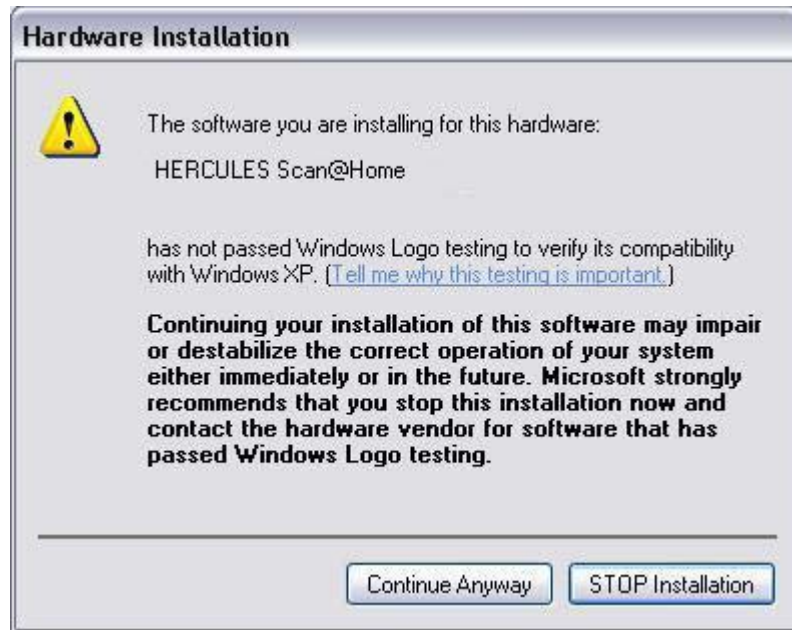 Hardware Installation
The software you are installing for this hardware:
HERCULES Scan@Home
has not passed Windows Logo testing to verify its compatibility
with Windows XP. (Tell me why this testing is important.)
Continuing your installation of this software may impair
or destabilize the correct operation of your system
either immediately or in the future. Microsoft strongly
recommends that you stop this installation now and
contact the hardware vendor for software that has
passed Windows Logo testing.
Continue Anyway
STOP Installation